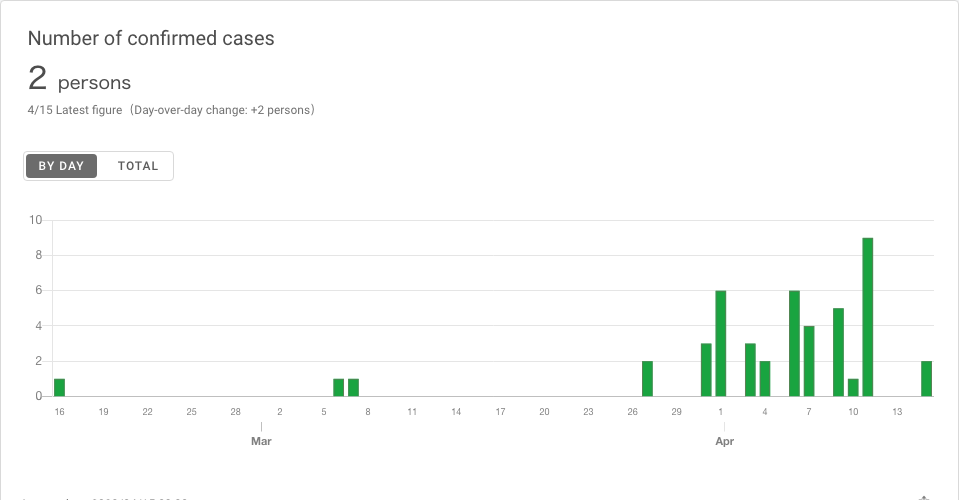 Number of confirmed cases
2 persons
4/15 Latest figure（Day-over-day change: +2 persons）
BY DAY TOTAL
10
8
6
4
2
0
16 19 22 25 28 2 5 8 11 14 17 20 23 26 29 1 4 7 10 13
Mar Apr